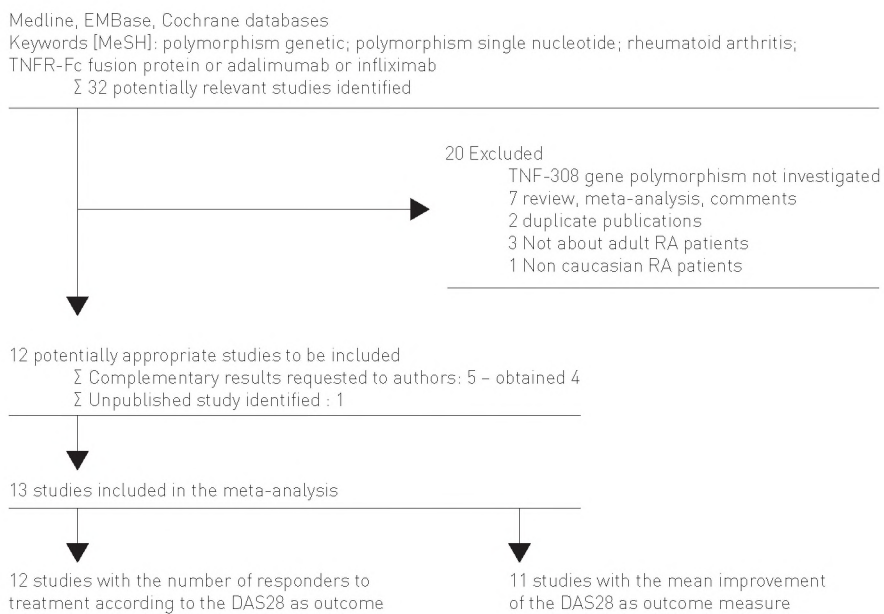 Medline, EMBase, Cochrane databases
Keywords [MeSH]: polymorphism genetic; polymorphism single nucleotide; rheumatoid arthritis;
TNFR-Fc fusion protein or adalimumab or infliximab
Σ 32 potentially relevant studies identified
20 Excluded
TNF-308 gene polymorphism not investigated
7 review, meta-analysis, comments
2 duplicate publications
3 Not about adult RA patients
1 Non caucasian RA patients
12 potentially appropriate studies to be included
Σ Complementary results requested to authors: 5 – obtained 4
Σ Unpublished study identified : 1
13 studies included in the meta-analysis
12 studies with the number of responders to
treatment according to the DAS28 as outcome
11 studies with the mean improvement
of the DAS28 as outcome measure